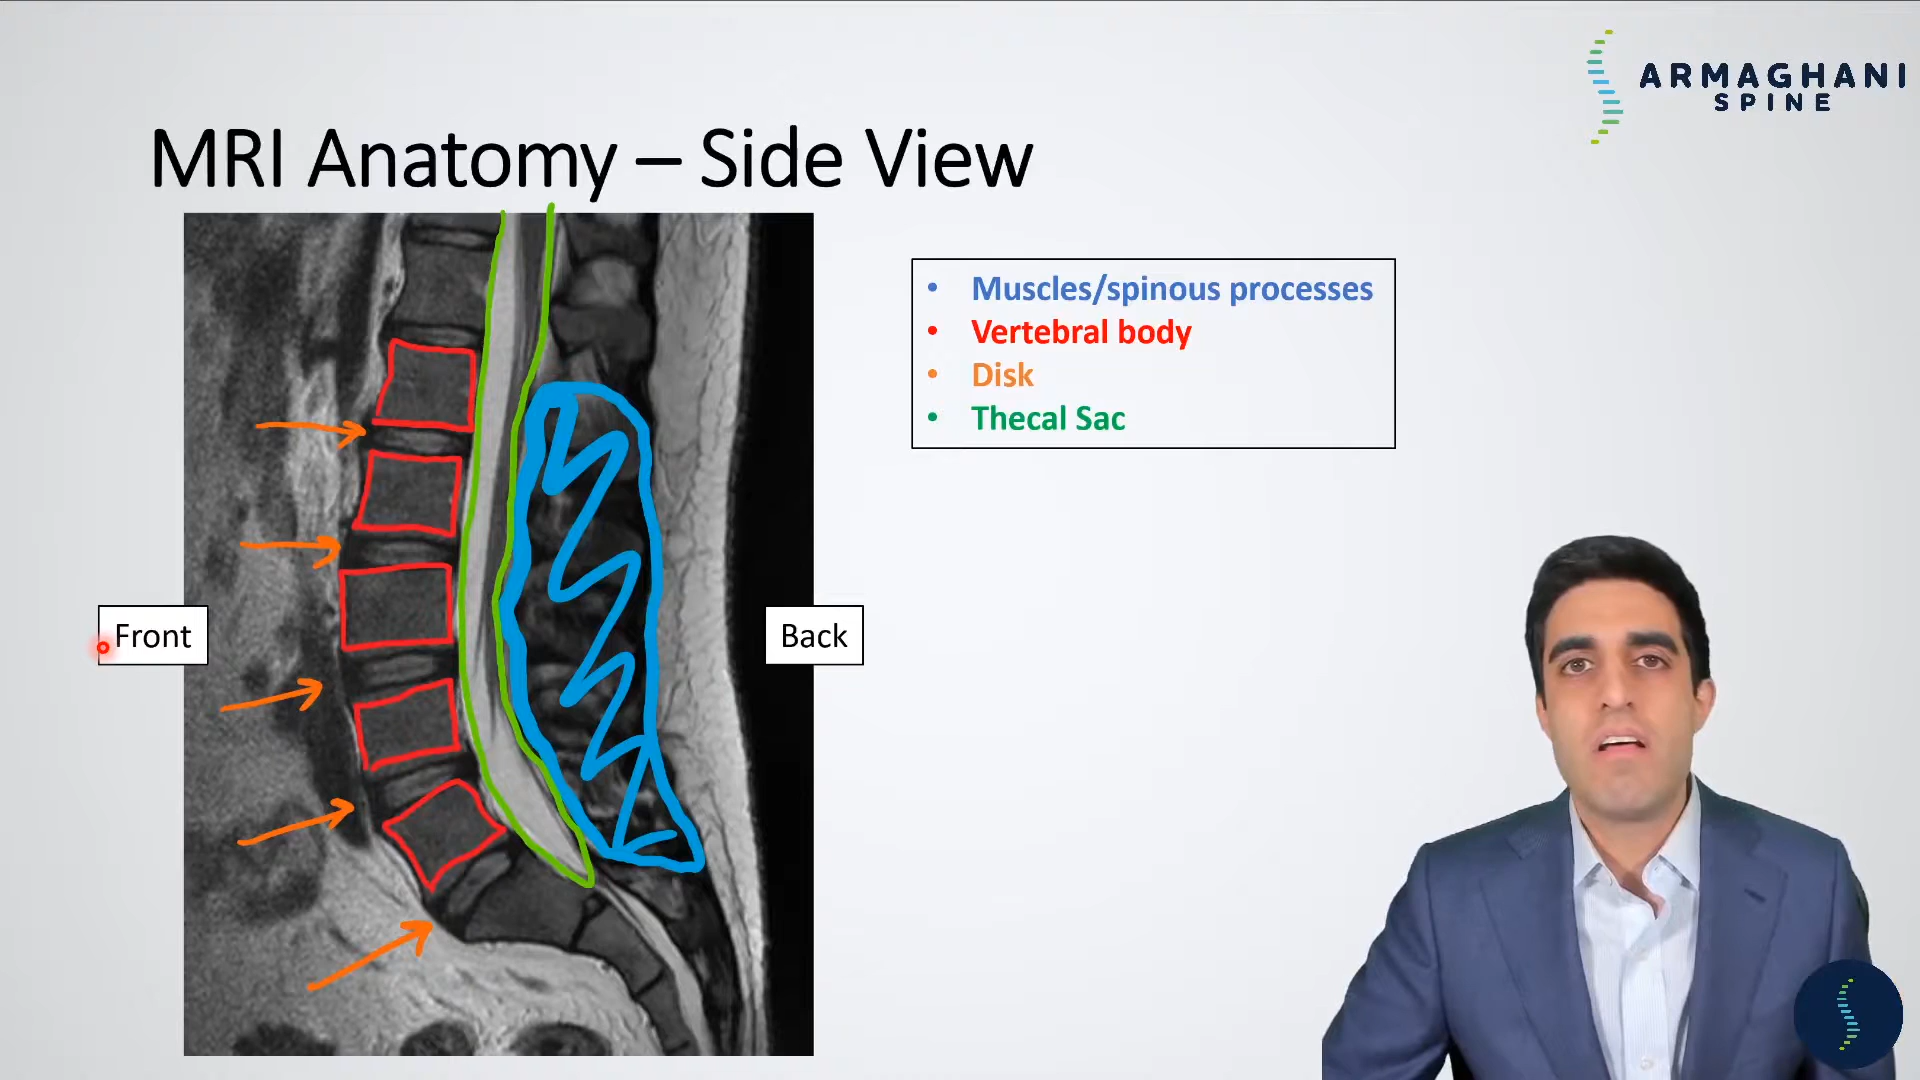 ARMAGHANI
SPINE
MRI Anatomy – Side View
• Muscles/spinous processes
• Vertebral body
• Disk
• Thecal Sac
Front
Back